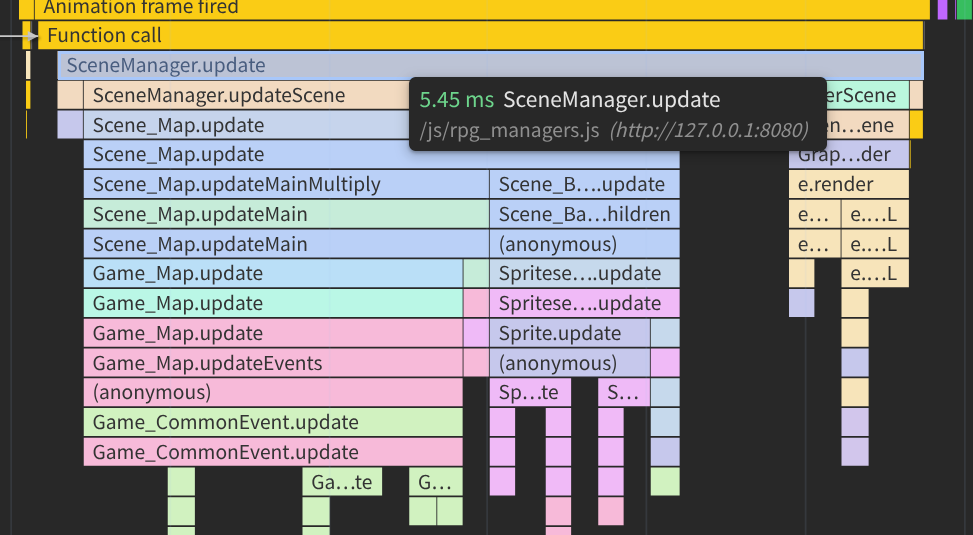 Animation frame fired
Function call
SceneManager.update
SceneManager.updateScene
5.45 ms SceneManager.update
erScene
Scene_Map.update
/js/rpg_managers.js (http://127.0.0.1:8080)
en…ene
Scene_Map.update
Grap…der
Scene_Map.updateMainMultiply
Scene_B….update
e.render
Scene_Map.updateMain
Scene_Ba…hildren
e…
e.…L
Scene_Map.updateMain
(anonymous)
e…
e.…L
Game_Map.update
Spritese….update
e.…L
Game_Map.update
Spritese….update
Game_Map.update
Sprite.update
Game_Map.updateEvents
(anonymous)
(anonymous)
Sp…te
S…
Game_CommonEvent.update
Game_CommonEvent.update
Ga…te
G…